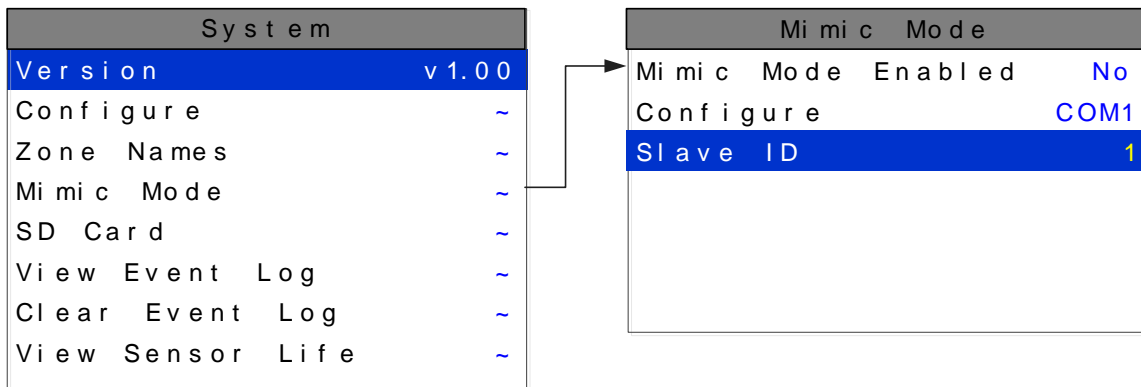 System
Version v1.00
Configure ~
Zone Names ~
Mimic Mode ~
SD Card ~
View Event Log ~
Clear Event Log ~
View Sensor Life ~
Mimic Mode
Mimic Mode Enabled No
Configure COM1
Slave ID 1